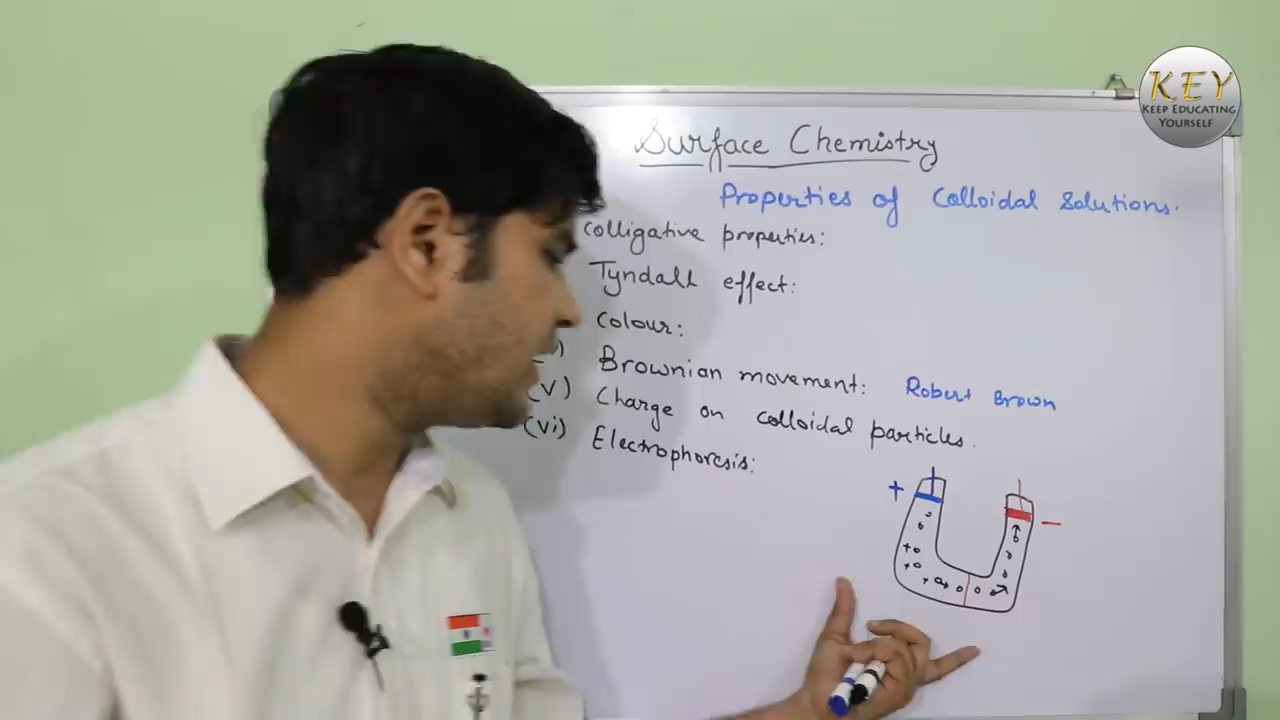 KEY
KEEP EDUCATING
YOURSELF
Surface Chemistry
Properties of Colloidal Solutions.
colligative properties:
Tyndall effect:
colour:
Brownian movement: Robert Brown
(V) Charge on colloidal particles.
(Vi) Electrophoresis:
+
-